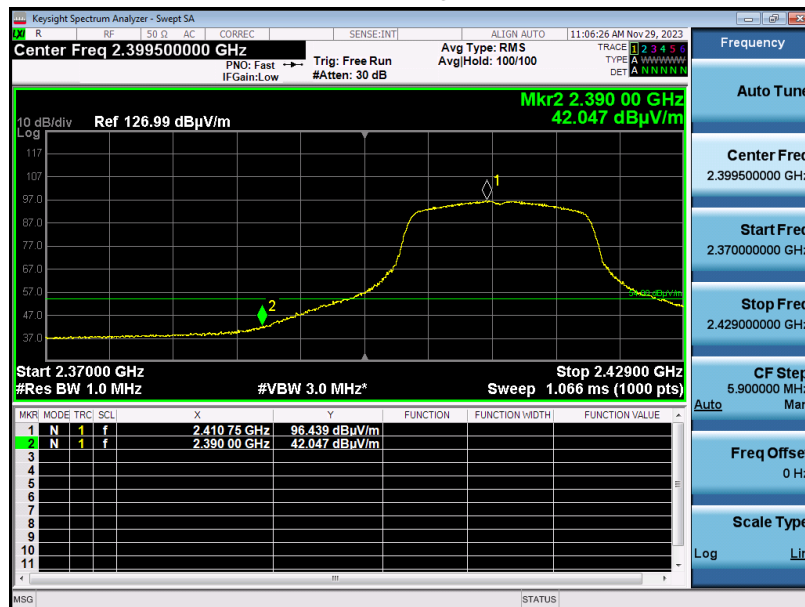 Keysight Spectrum Analyzer - Swept SA
LXI R RF 50 Ω AC CORREC SENSE:INT ALIGN AUTO 11:06:26 AM Nov 29, 2023
Center Freq 2.399500000 GHz
PNO: Fast
IFGain:Low
Trig: Free Run
#Atten: 30 dB
Avg Type: RMS
Avg|Hold: 100/100
TRACE 1 2 3 4 5 6
TYPE A WWWWW
DET A N N N N N
Mkr2 2.390 00 GHz
42.047 dBµV/m
10 dB/div Ref 126.99 dBµV/m
Log
117
107
97.0
87.0
77.0
67.0
57.0
47.0
37.0
1
2
Start 2.37000 GHz Stop 2.42900 GHz
#Res BW 1.0 MHz #VBW 3.0 MHz* Sweep 1.066 ms (1000 pts)
MKR MODE TRC SCL X Y FUNCTION FUNCTION WIDTH FUNCTION VALUE
1 N 1 f 2.410 75 GHz 96.439 dBµV/m
2 N 1 f 2.390 00 GHz 42.047 dBµV/m
3
4
5
6
7
8
9
10
11
MSG STATUS
Frequency
Auto Tune
Center Freq
2.399500000 GHz
Start Freq
2.370000000 GHz
Stop Freq
2.429000000 GHz
CF Step
5.900000 MHz
Auto Man
Freq Offset
0 Hz
Scale Type
Log Lin